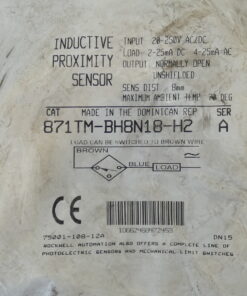 INDUCTIVE
PROXIMITY
SENSOR
INPUT: 20-250V AC/DC
LOAD: 2-25mA DC 4-25mA-AC
OUTPUT: NORMALLY OPEN
UNSHIELDED
SENS DIST: 8mm
MAXIMUM AMBIENT TEMP 70 DEG
CAT MADE IN THE DOMINICAN REP SER
871TM-BH8N18-H2 A
LOAD CAN BE SWITCHED TO BROWN WIRE
BROWN
BLUE LOAD
CE
75001-108-12A DN15
ROCKWELL AUTOMATION ALSO OFFERS A COMPLETE LINE OF
PHOTOELECTRIC SENSORS AND MECHANICAL LIMIT SWITCHES